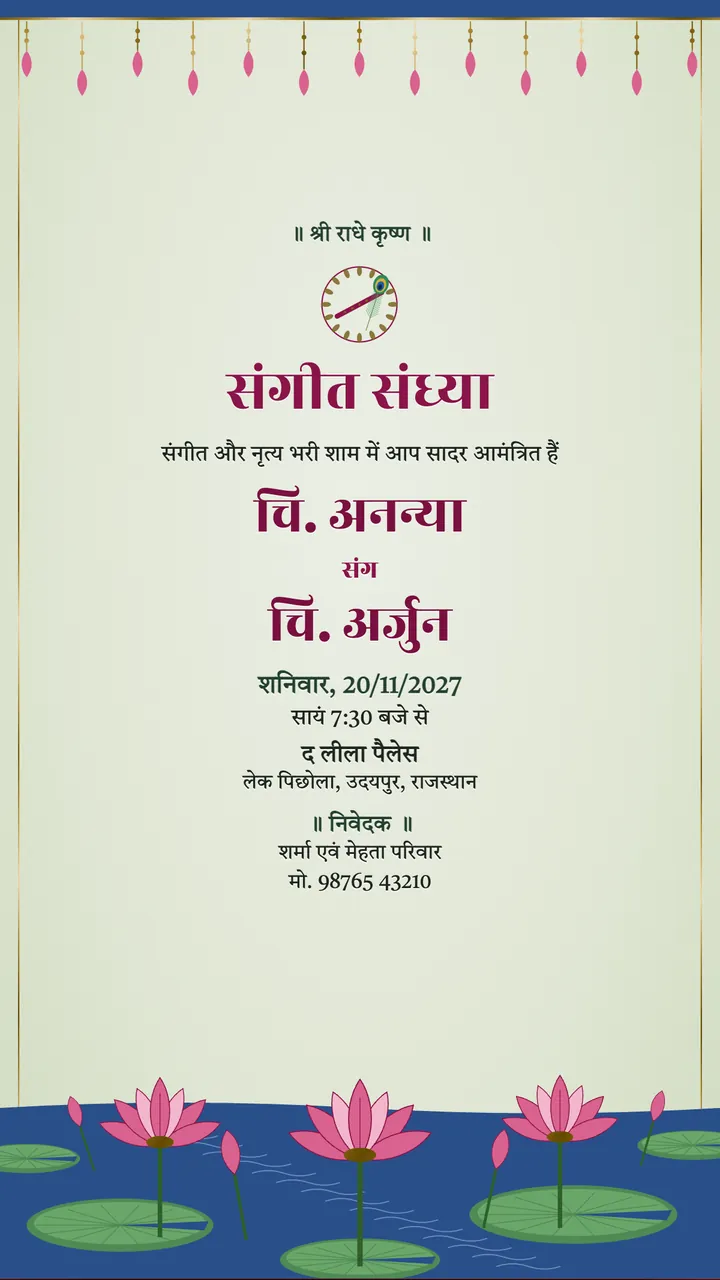 ॥ श्री राधे कृष्ण ॥
संगीत संध्या
संगीत और नृत्य भरी शाम में आप सादर आमंत्रित हैं
चि. अनन्या
संग
चि. अर्जुन
शनिवार, 20/11/2027
सायं 7:30 बजे से
द लीला पैलेस
लेक पिछोला, उदयपुर, राजस्थान
॥ निवेदक ॥
शर्मा एवं मेहता परिवार
मो. 98765 43210